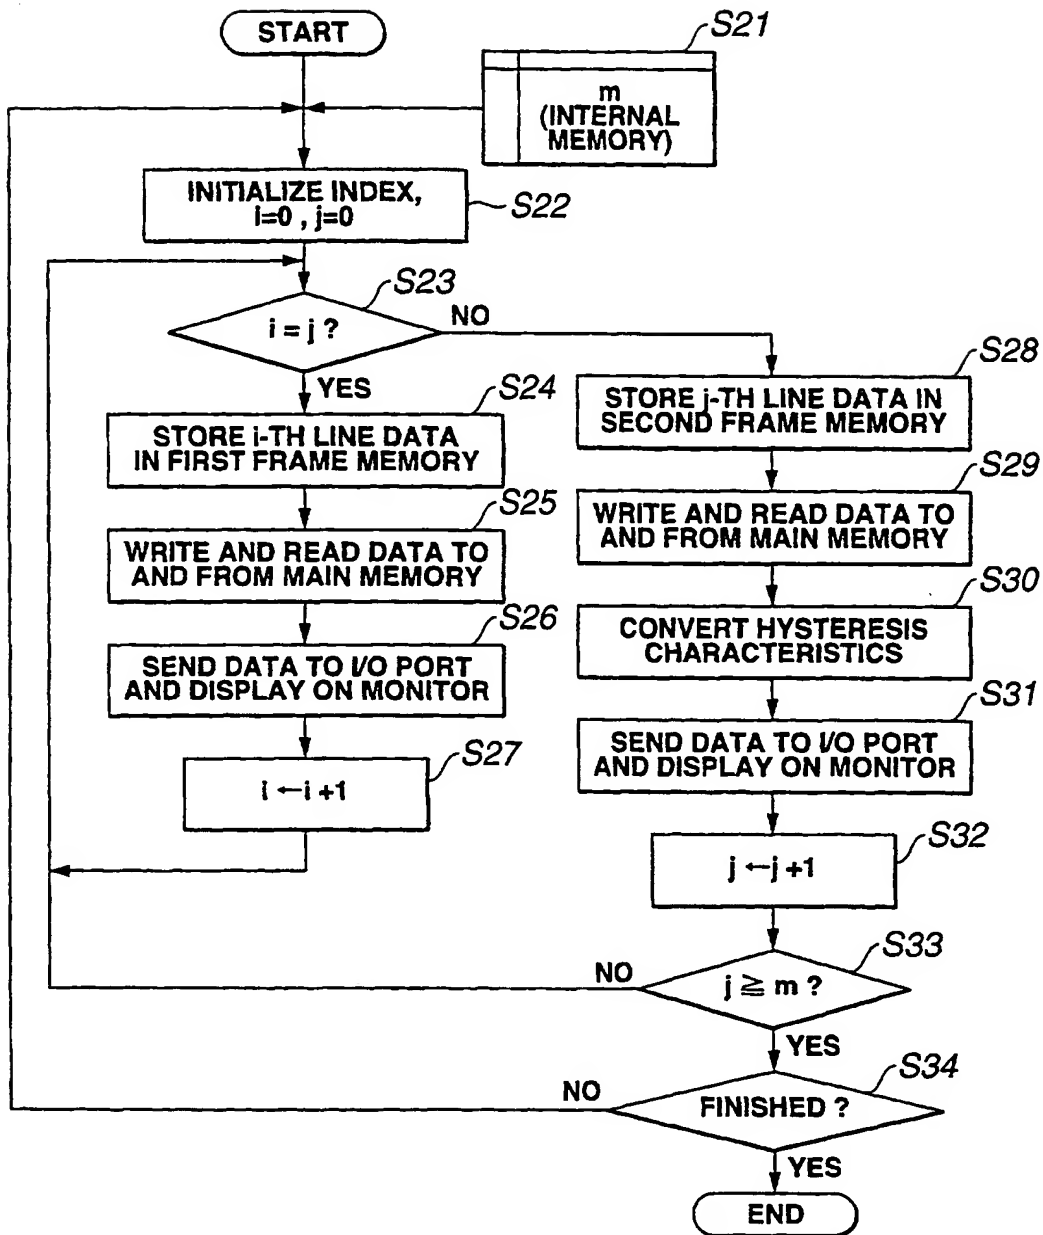 START
S21
m
(INTERNAL
MEMORY)
INITIALIZE INDEX,
i=0 , j=0
S22
S23
i = j ?
NO
YES
S24
STORE i-TH LINE DATA
IN FIRST FRAME MEMORY
S25
WRITE AND READ DATA TO
AND FROM MAIN MEMORY
S26
SEND DATA TO I/O PORT
AND DISPLAY ON MONITOR
S27
i ←i +1
S28
STORE j-TH LINE DATA IN
SECOND FRAME MEMORY
S29
WRITE AND READ DATA TO
AND FROM MAIN MEMORY
S30
CONVERT HYSTERESIS
CHARACTERISTICS
S31
SEND DATA TO I/O PORT
AND DISPLAY ON MONITOR
S32
j ←j +1
S33
j ≧ m ?
NO
YES
S34
FINISHED ?
NO
YES
END